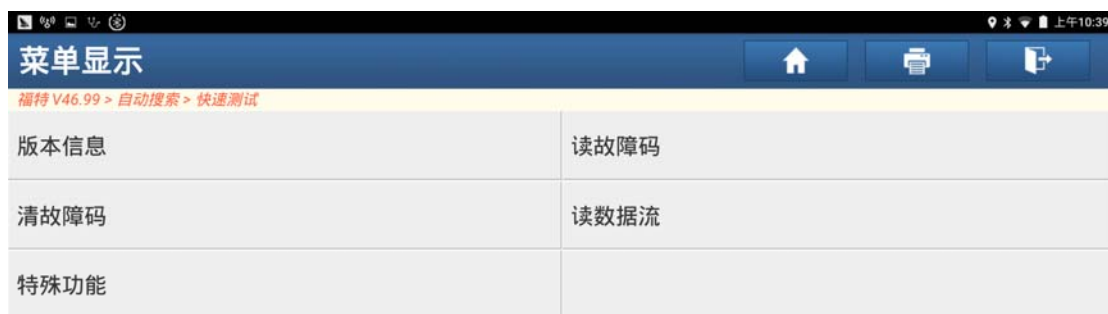 上午10:39
菜单显示
福特 V46.99 > 自动搜索 > 快速测试
版本信息
读故障码
清故障码
读数据流
特殊功能